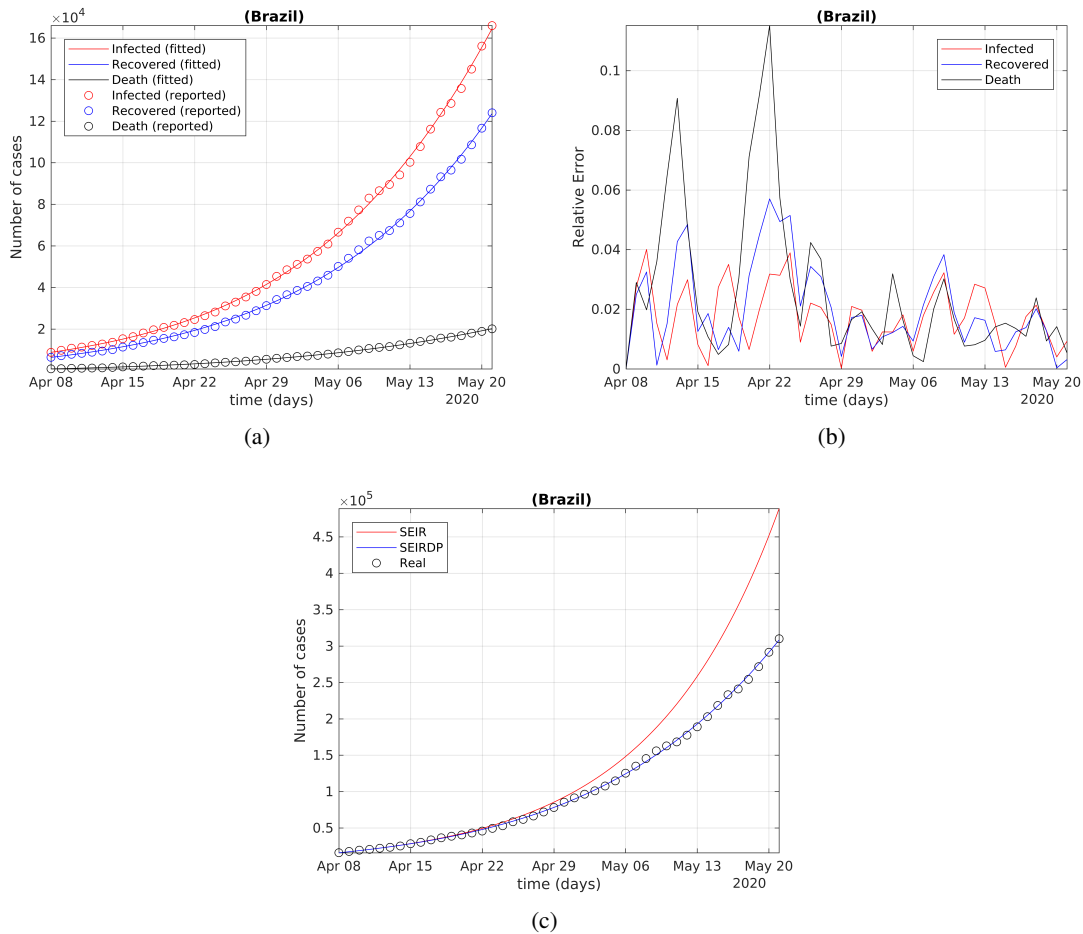 (Brazil)
×10⁴
16
14
12
10
8
6
4
2
Number of cases
Infected (fitted)
Recovered (fitted)
Death (fitted)
Infected (reported)
Recovered (reported)
Death (reported)
Apr 08 Apr 15 Apr 22 Apr 29 May 06 May 13 May 20
time (days) 2020
(a)
(Brazil)
0.1
0.08
0.06
0.04
0.02
0
Relative Error
Infected
Recovered
Death
Apr 08 Apr 15 Apr 22 Apr 29 May 06 May 13 May 20
time (days) 2020
(b)
(Brazil)
×10⁵
4.5
4
3.5
3
2.5
2
1.5
1
0.5
Number of cases
SEIR
SEIRDP
Real
Apr 08 Apr 15 Apr 22 Apr 29 May 06 May 13 May 20
time (days) 2020
(c)